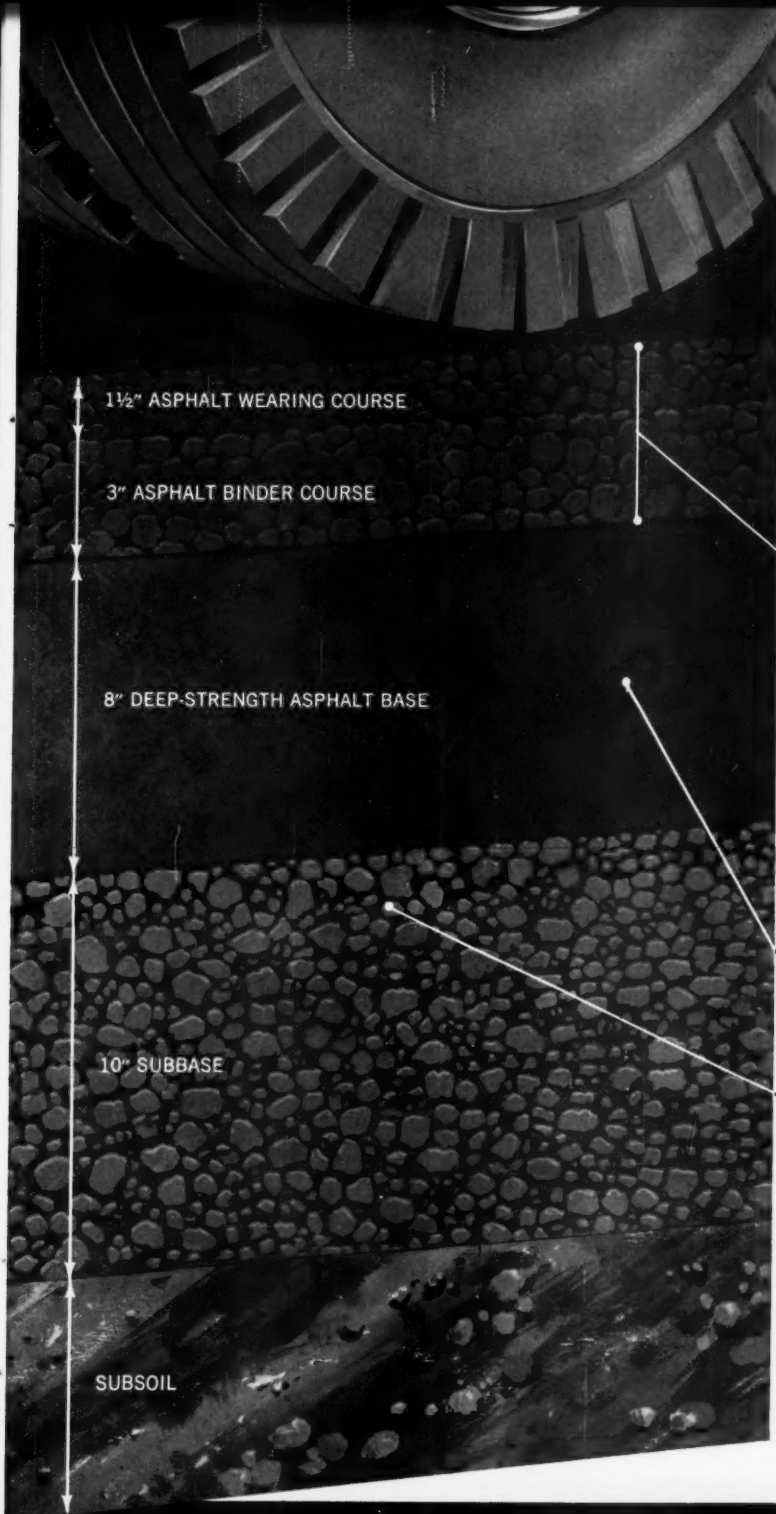 1½" ASPHALT WEARING COURSE
3" ASPHALT BINDER COURSE
8" DEEP-STRENGTH ASPHALT BASE
10" SUBBASE
SUBSOIL